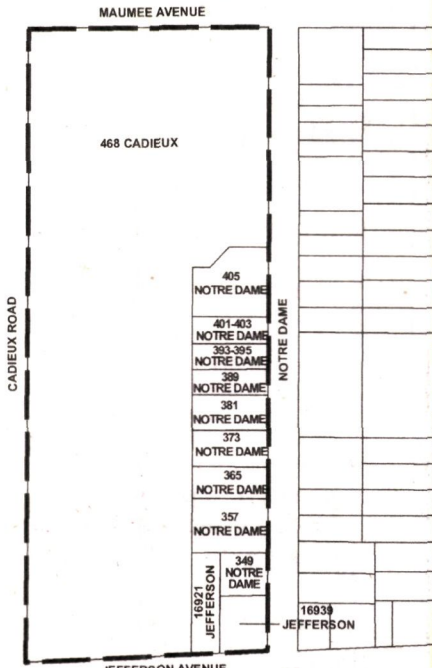 MAUMEE AVENUE
468 CADIEUX
CADIEUX ROAD
NOTRE DAME
405
NOTRE DAME
401-403
NOTRE DAME
393-395
NOTRE DAME
389
NOTRE DAME
381
NOTRE DAME
373
NOTRE DAME
365
NOTRE DAME
357
NOTRE DAME
349
NOTRE
DAME
16921
JEFFERSON
16939
JEFFERSON
JEFFERSON AVENUE